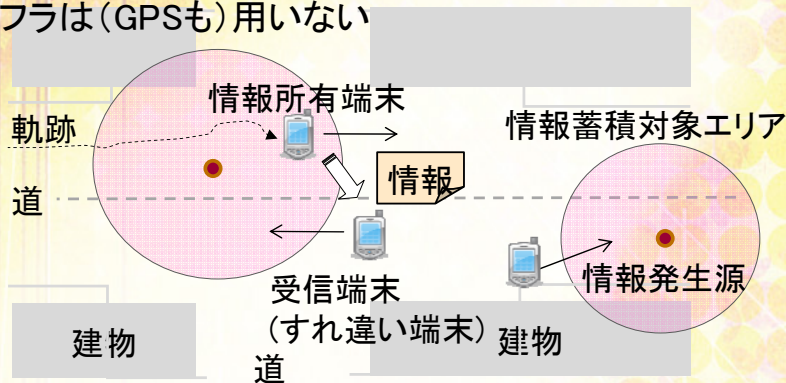 フラは（GPSも）用いない
情報所有端末
軌跡
情報蓄積対象エリア
情報
道
情報発生源
受信端末
（すれ違い端末）
建物
建物
道